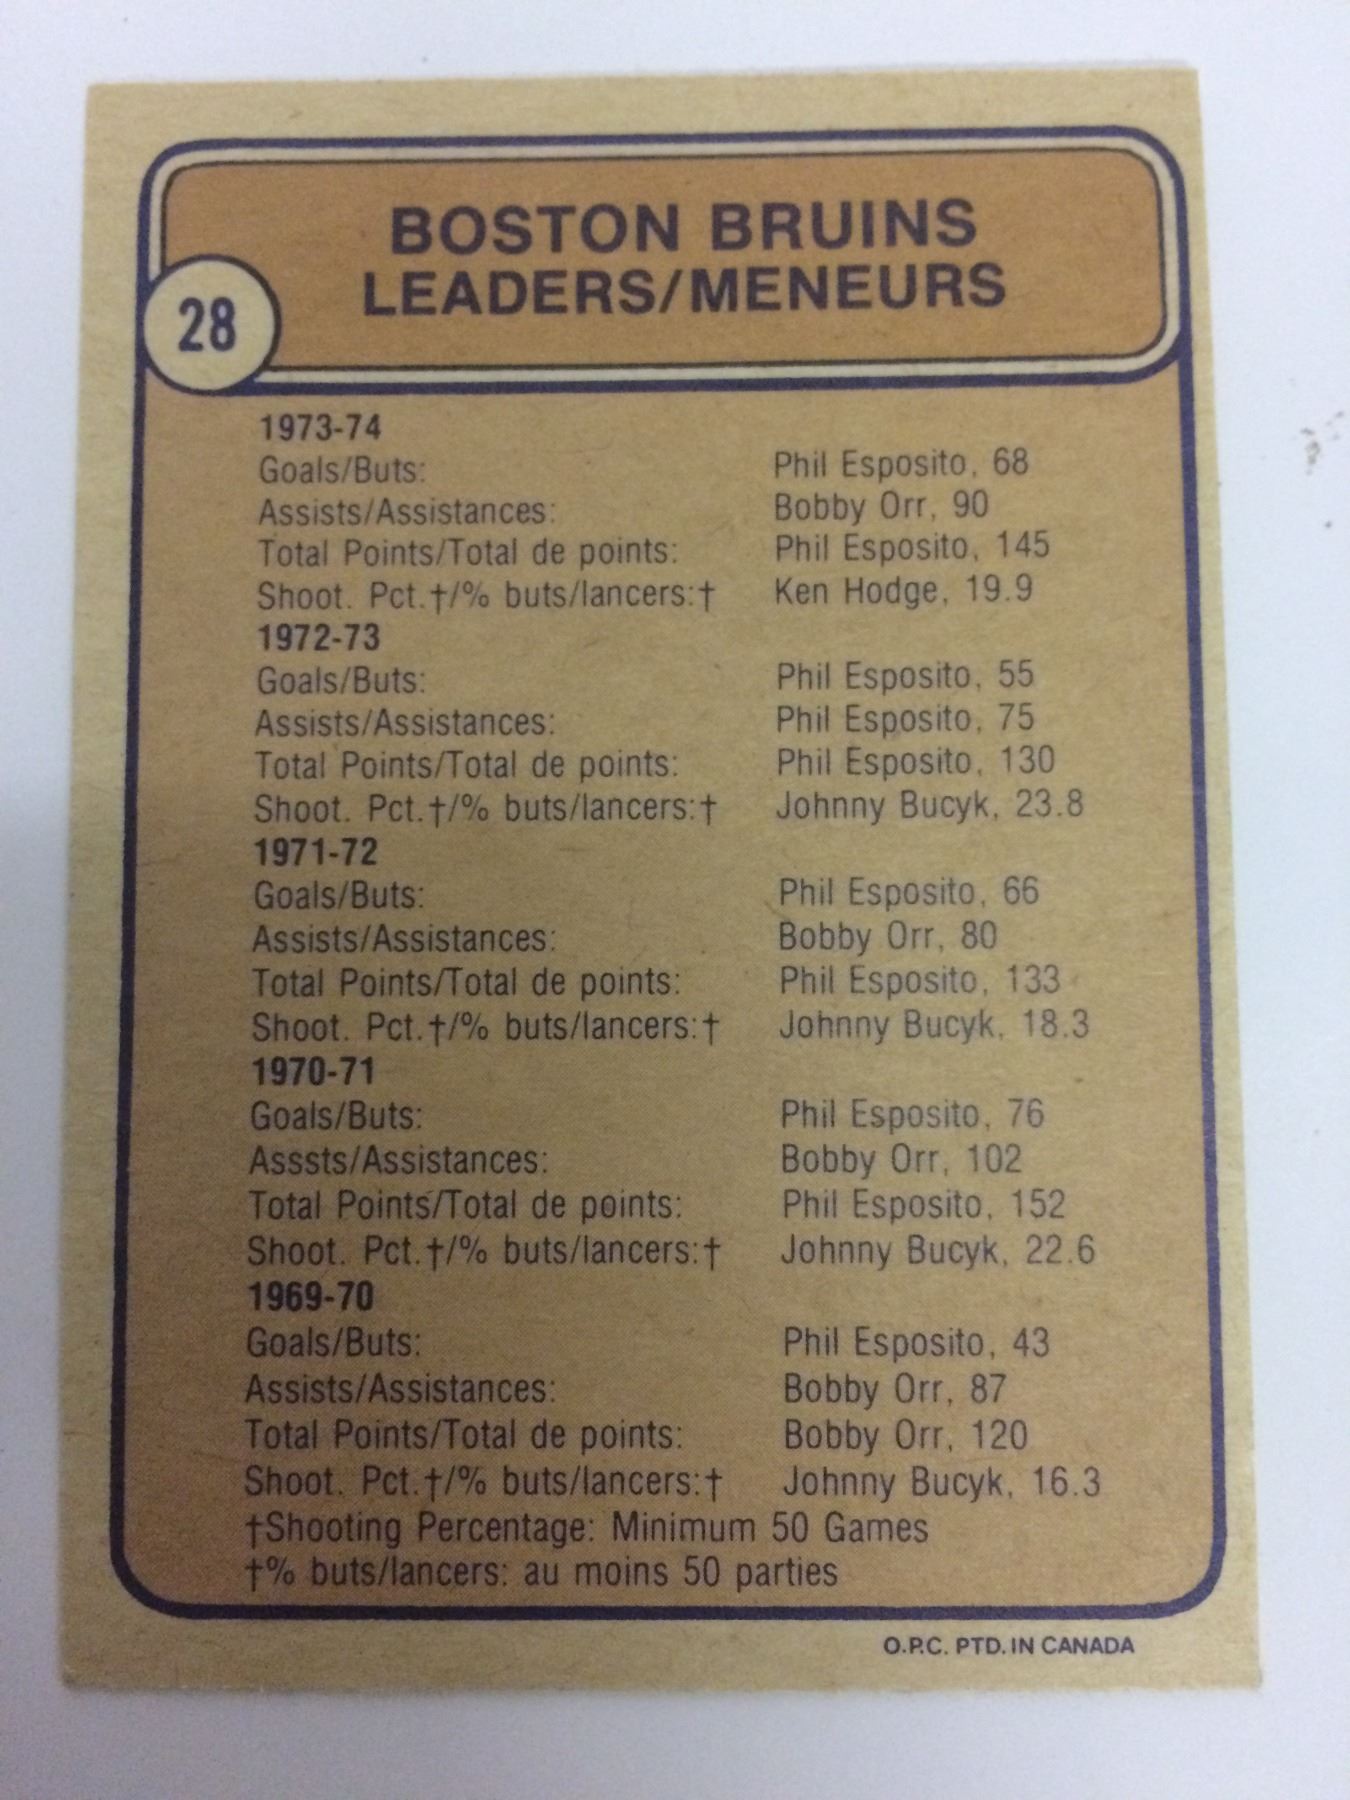 BOSTON BRUINS
LEADERS/MENEURS
28
1973-74
Goals/Buts: Phil Esposito, 68
Assists/Assistances: Bobby Orr, 90
Total Points/Total de points: Phil Esposito, 145
Shoot. Pct.†/% buts/lancers:† Ken Hodge, 19.9
1972-73
Goals/Buts: Phil Esposito, 55
Assists/Assistances: Phil Esposito, 75
Total Points/Total de points: Phil Esposito, 130
Shoot. Pct.†/% buts/lancers:† Johnny Bucyk, 23.8
1971-72
Goals/Buts: Phil Esposito, 66
Assists/Assistances: Bobby Orr, 80
Total Points/Total de points: Phil Esposito, 133
Shoot. Pct.†/% buts/lancers:† Johnny Bucyk, 18.3
1970-71
Goals/Buts: Phil Esposito, 76
Asssts/Assistances: Bobby Orr, 102
Total Points/Total de points: Phil Esposito, 152
Shoot. Pct.†/% buts/lancers:† Johnny Bucyk, 22.6
1969-70
Goals/Buts: Phil Esposito, 43
Assists/Assistances: Bobby Orr, 87
Total Points/Total de points: Bobby Orr, 120
Shoot. Pct.†/% buts/lancers:† Johnny Bucyk, 16.3
†Shooting Percentage: Minimum 50 Games
†% buts/lancers: au moins 50 parties
O.P.C. PTD. IN CANADA